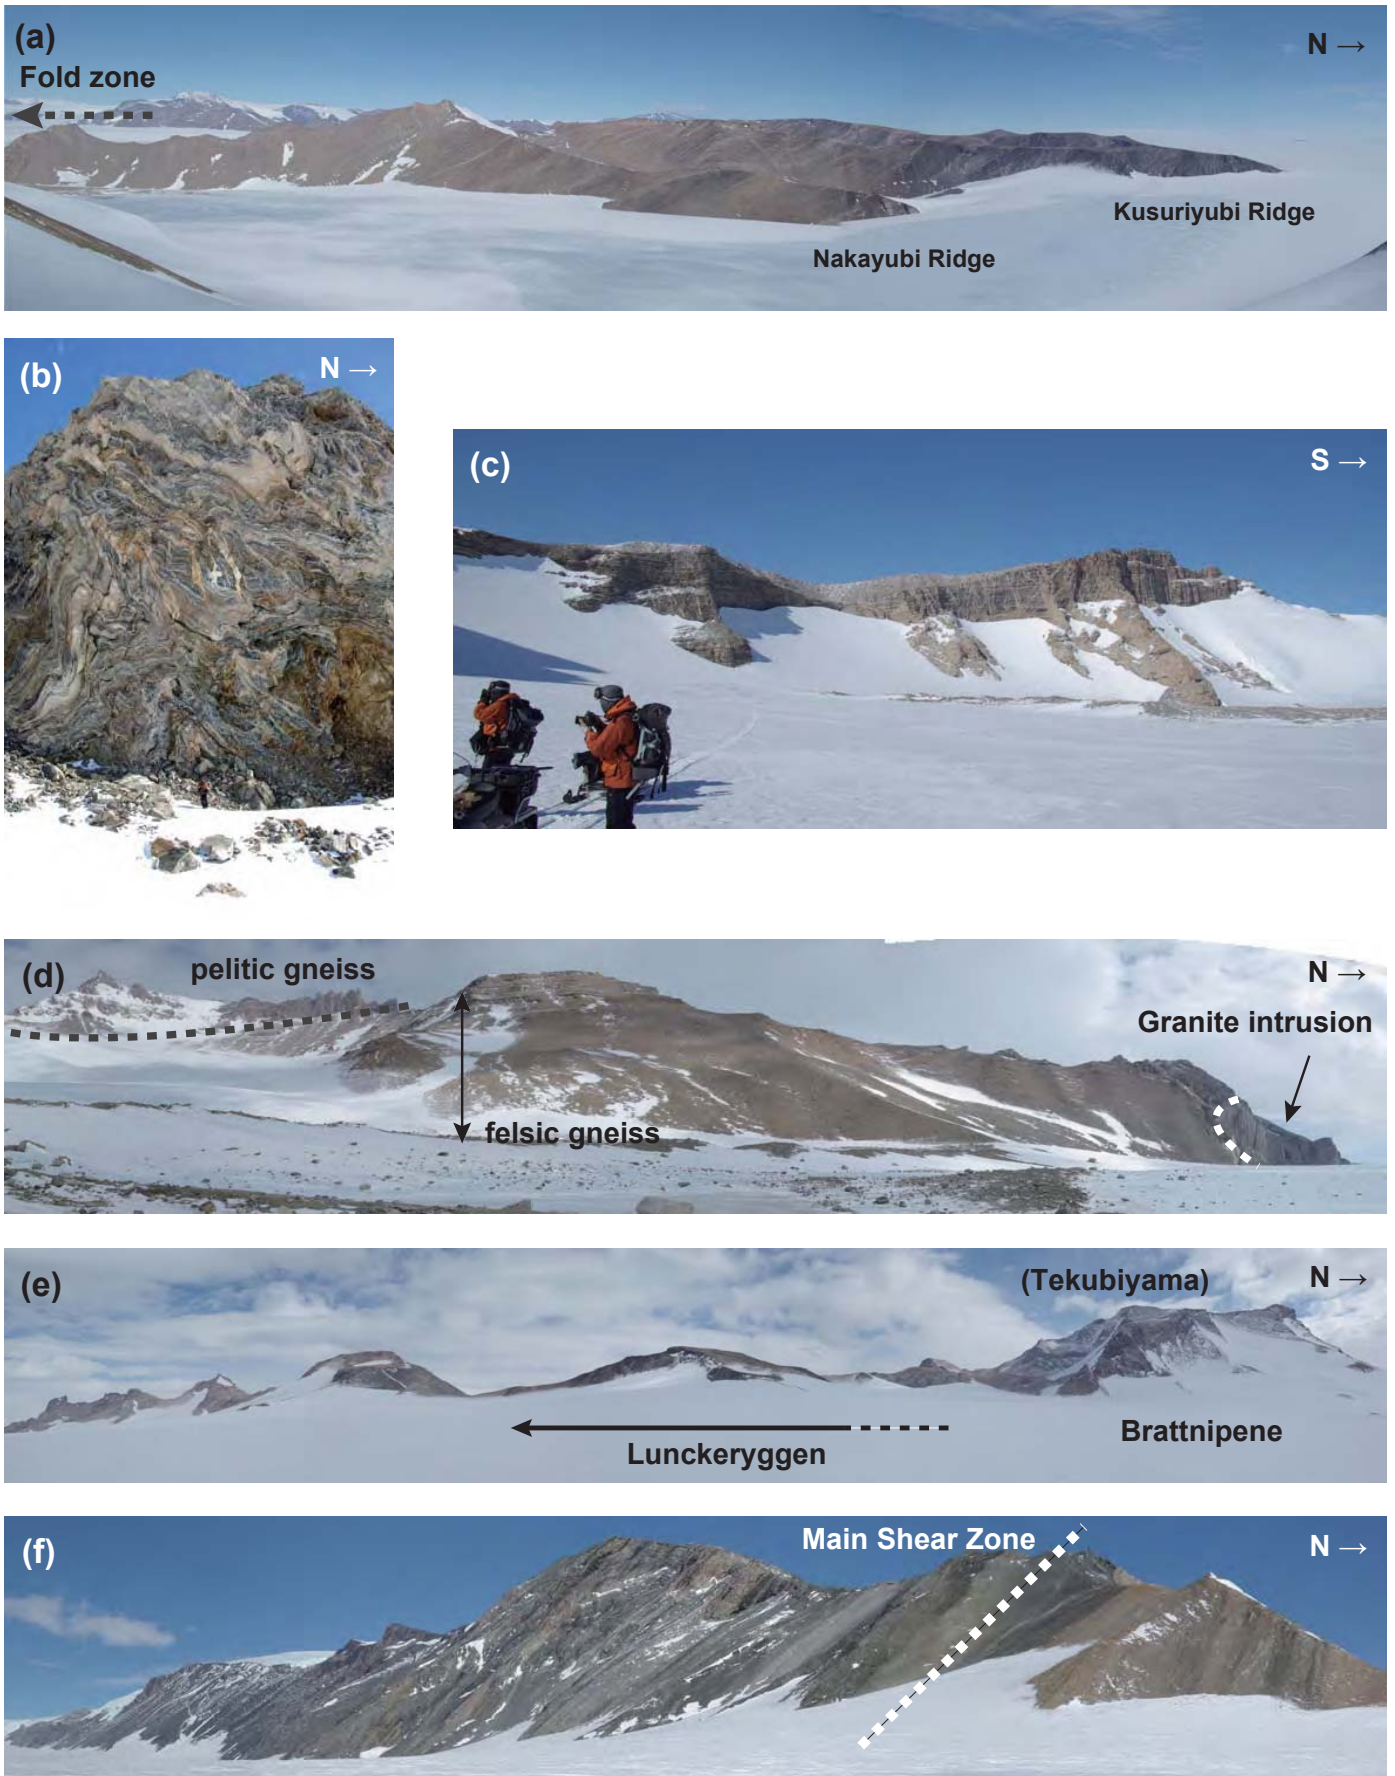 (a)
N →
Fold zone
Kusuriyubi Ridge
Nakayubi Ridge
(b)
N →
(c)
S →
(d)
pelitic gneiss
N →
Granite intrusion
felsic gneiss
(e)
(Tekubiyama)
N →
Brattnipene
Lunckeryggen
(f)
Main Shear Zone
N →